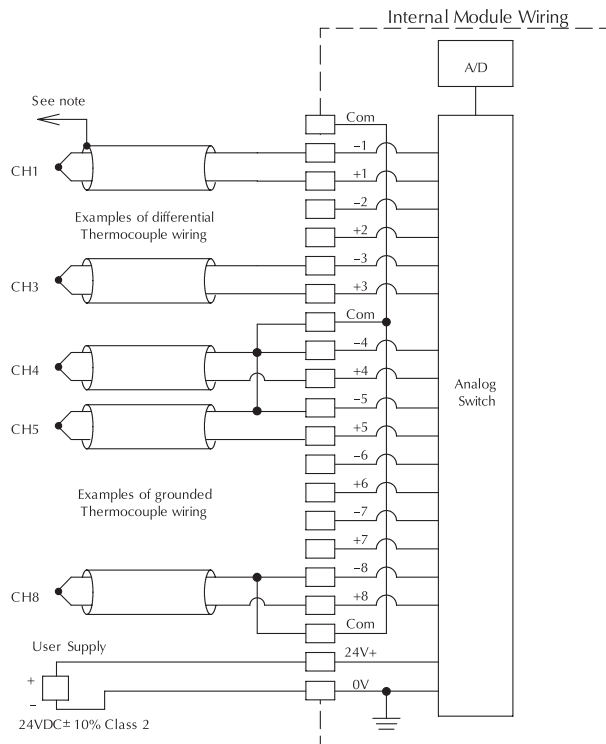 Internal Module Wiring
A/D
See note
Com
–1
CH1
+1
–2
Examples of differential
Thermocouple wiring
+2
–3
CH3
+3
Com
–4
CH4
+4
Analog
Switch
–5
CH5
+5
–6
Examples of grounded
Thermocouple wiring
+6
–7
+7
–8
CH8
+8
Com
User Supply
24V+
+
0V
–
24VDC± 10% Class 2